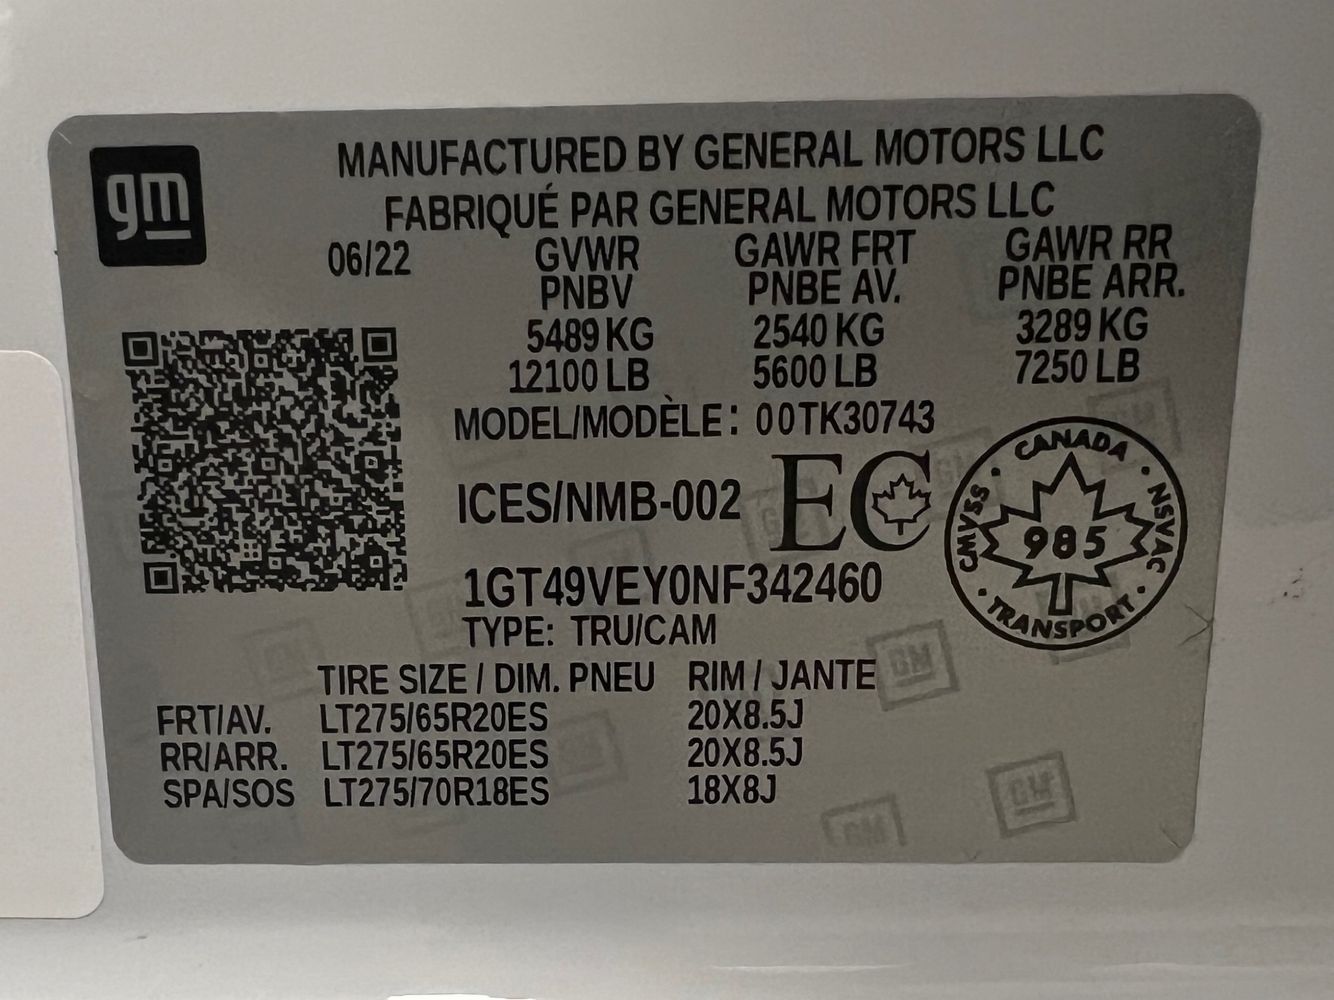 gm
MANUFACTURED BY GENERAL MOTORS LLC
FABRIQUÉ PAR GENERAL MOTORS LLC
06/22 GVWR GAWR FRT GAWR RR
PNBV PNBE AV. PNBE ARR.
5489 KG 2540 KG 3289 KG
12100 LB 5600 LB 7250 LB
MODEL/MODÈLE: 00TK30743
ICES/NMB-002 EC
CANADA
CMVSS 985 NSVAC
TRANSPORT
1GT49VEY0NF342460
TYPE: TRU/CAM
TIRE SIZE / DIM. PNEU RIM / JANTE
FRT/AV. LT275/65R20ES 20X8.5J
RR/ARR. LT275/65R20ES 20X8.5J
SPA/SOS LT275/70R18ES 18X8J
GM
GM
GM